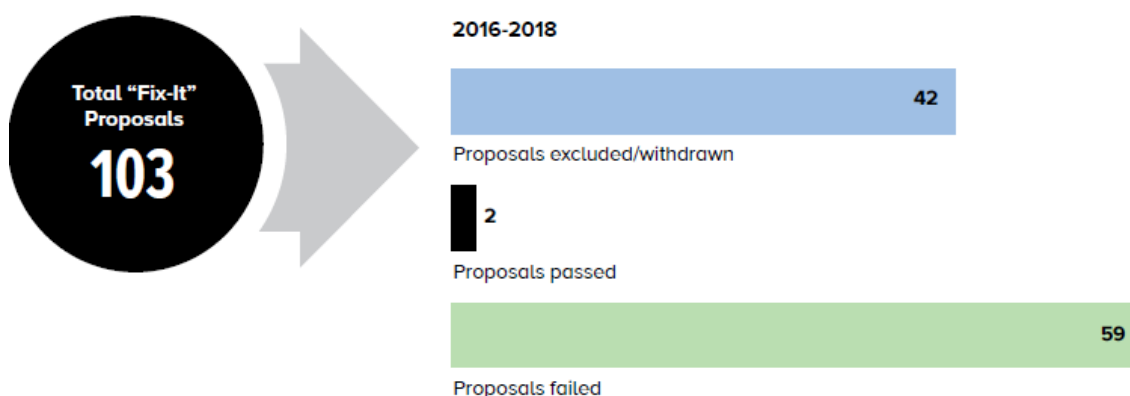 Total “Fix-It”
Proposals
103
2016-2018
42
Proposals excluded/withdrawn
2
Proposals passed
59
Proposals failed